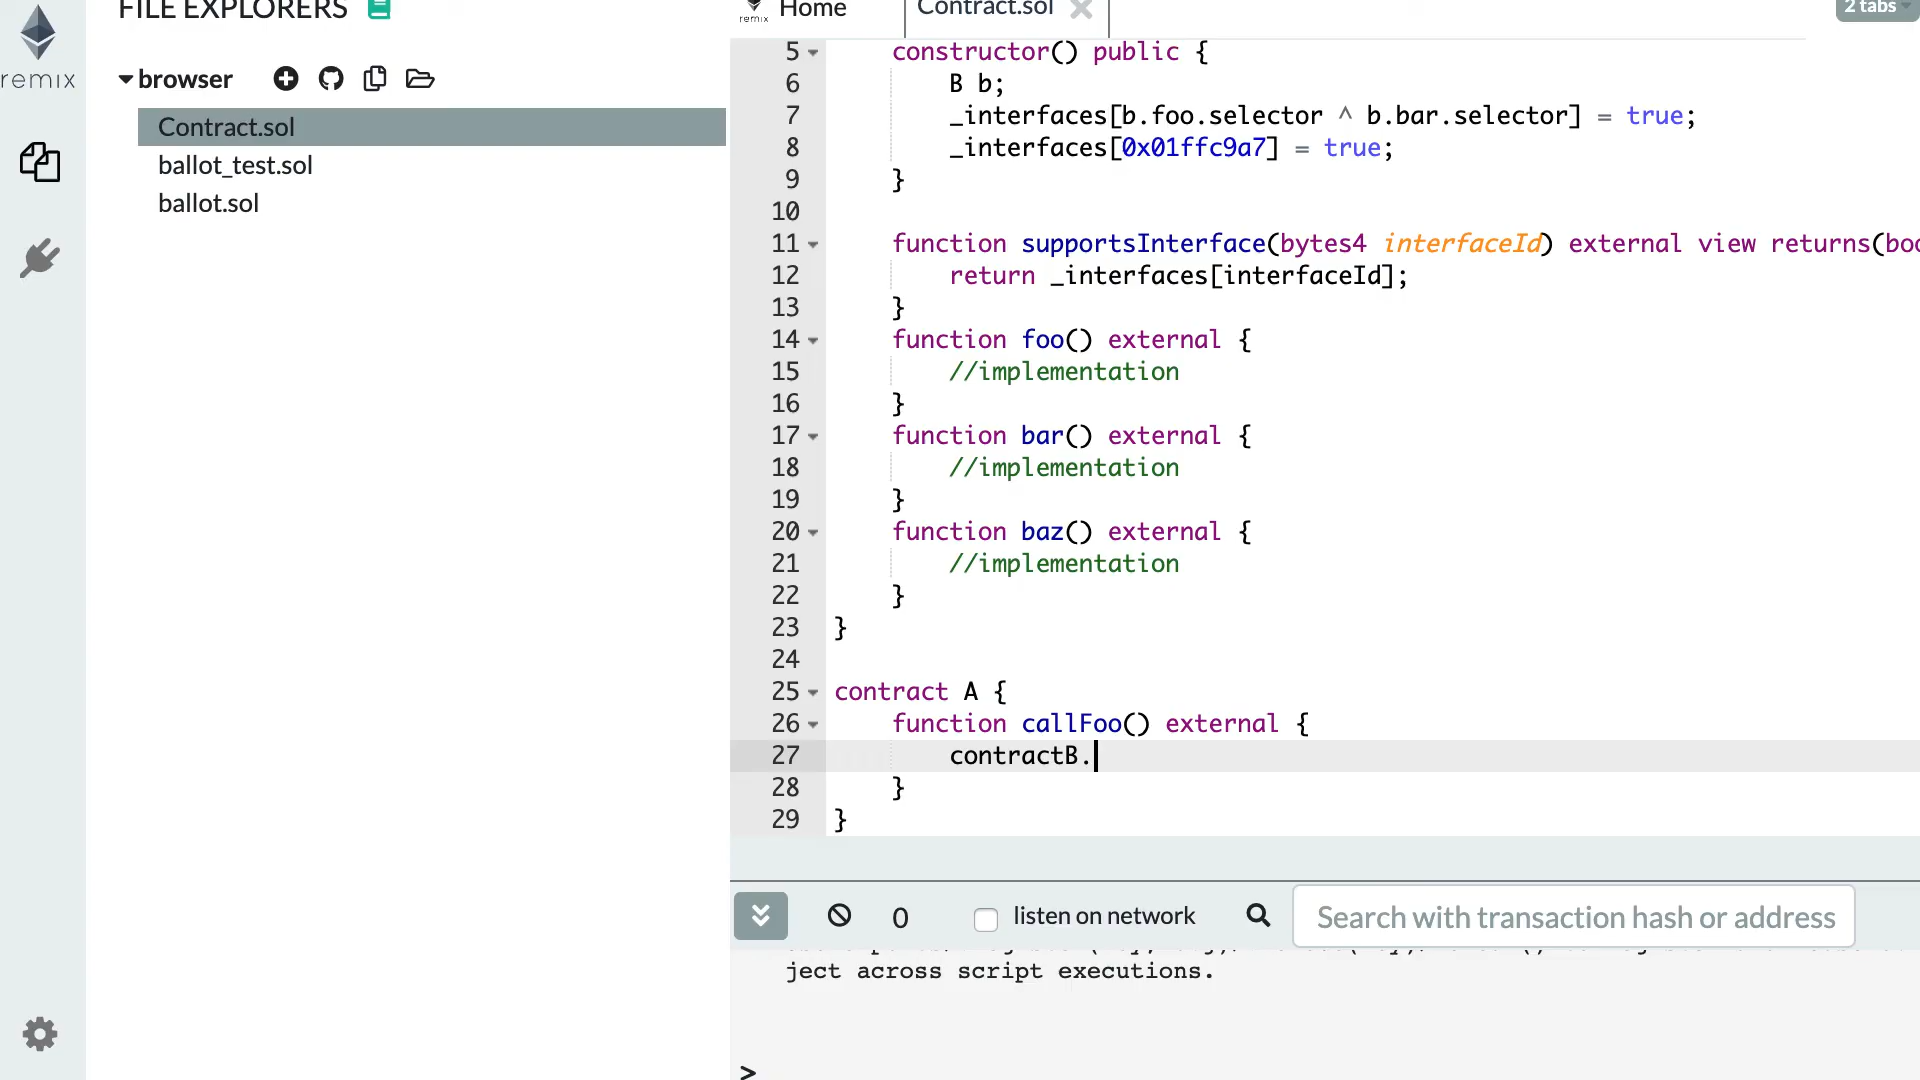 FILE EXPLORERS
remix
browser
Contract.sol
ballot_test.sol
ballot.sol
remix
Home
Contract.sol
2 tabs
5 constructor() public {
6 B b;
7 _interfaces[b.foo.selector ^ b.bar.selector] = true;
8 _interfaces[0x01ffc9a7] = true;
9 }
10
11 function supportsInterface(bytes4 interfaceId) external view returns(boo
12 return _interfaces[interfaceId];
13 }
14 function foo() external {
15 //implementation
16 }
17 function bar() external {
18 //implementation
19 }
20 function baz() external {
21 //implementation
22 }
23 }
24
25 contract A {
26 function callFoo() external {
27 contractB.
28 }
29 }
0
listen on network
Search with transaction hash or address
ject across script executions.
>